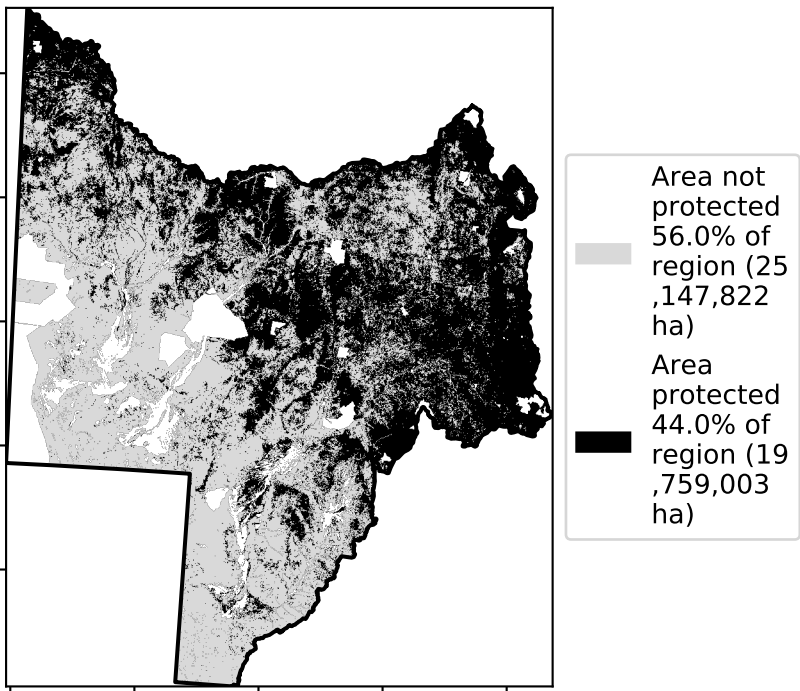 Area not
protected
56.0% of
region (25
,147,822
ha)
Area
protected
44.0% of
region (19
,759,003
ha)